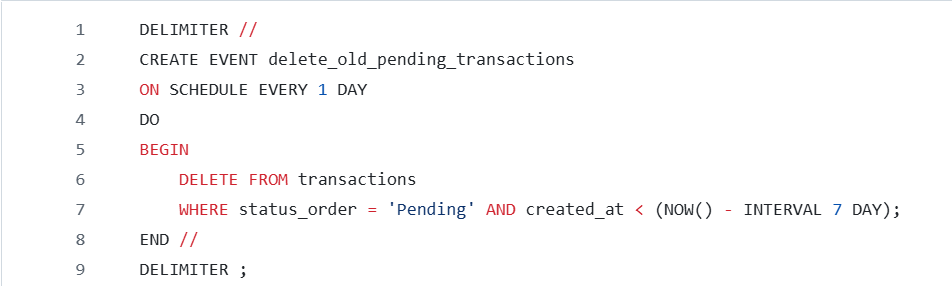 1 DELIMITER //
2 CREATE EVENT delete_old_pending_transactions
3 ON SCHEDULE EVERY 1 DAY
4 DO
5 BEGIN
6 DELETE FROM transactions
7 WHERE status_order = 'Pending' AND created_at < (NOW() - INTERVAL 7 DAY);
8 END //
9 DELIMITER ;